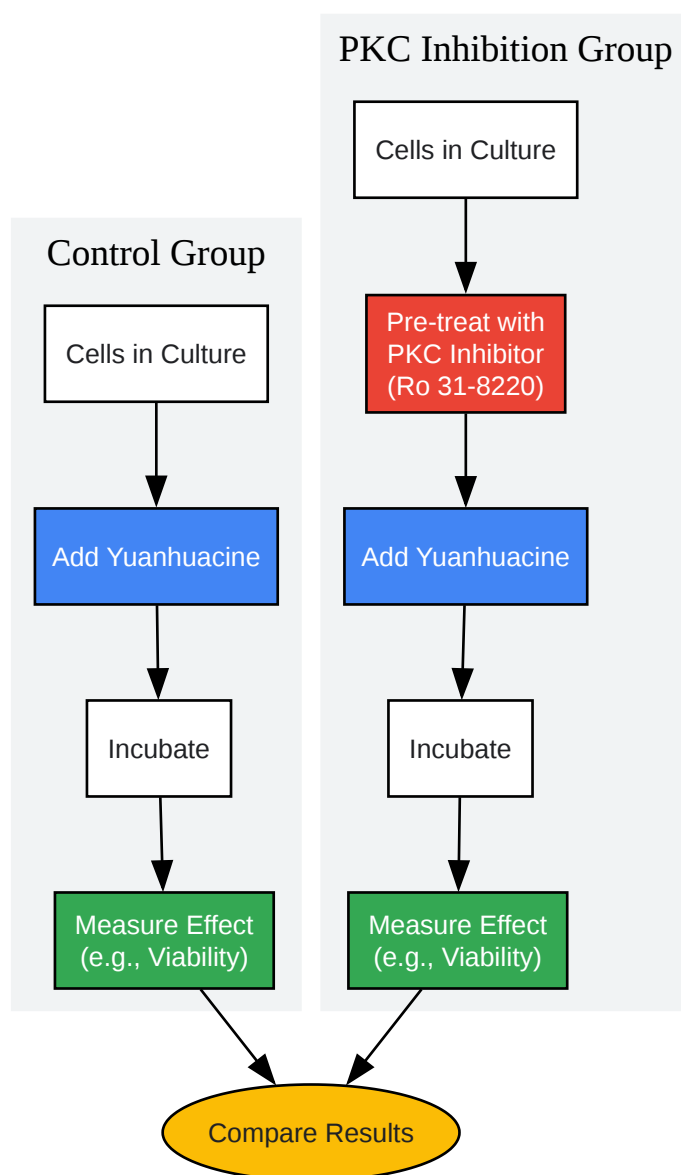 Control Group
Cells in Culture
Add Yuanhuacine
Incubate
Measure Effect
(e.g., Viability)
PKC Inhibition Group
Cells in Culture
Pre-treat with
PKC Inhibitor
(Ro 31-8220)
Add Yuanhuacine
Incubate
Measure Effect
(e.g., Viability)
Compare Results